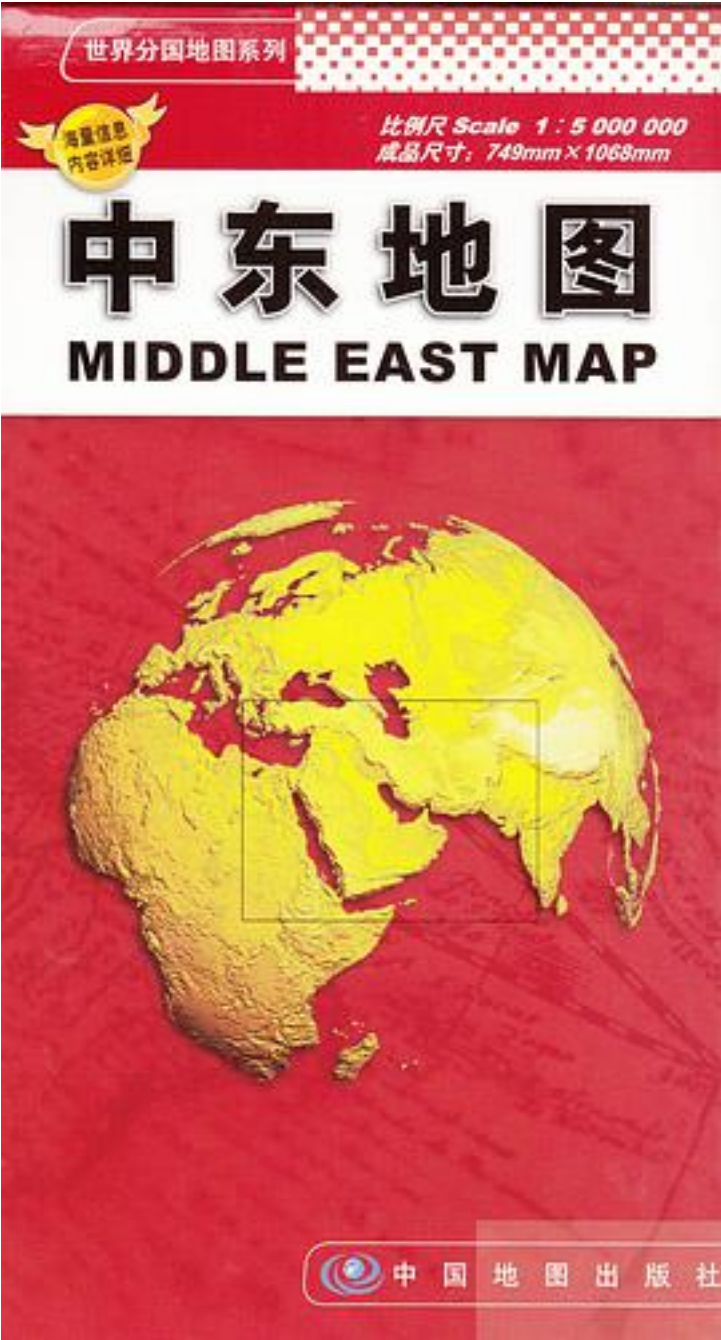 世界分国地图系列
海量信息
内容详细
比例尺 Scale 1：5 000 000
成品尺寸：749mm×1068mm
中东地图
MIDDLE EAST MAP
中国地图出版社